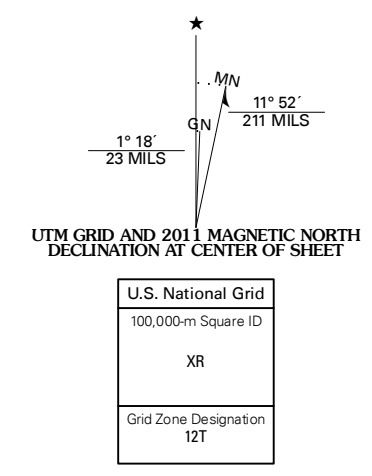 ★
MN
GN
11° 52´
211 MILS
1° 18´
23 MILS
UTM GRID AND 2011 MAGNETIC NORTH
DECLINATION AT CENTER OF SHEET
U.S. National Grid
100,000-m Square ID
XR
Grid Zone Designation
12T